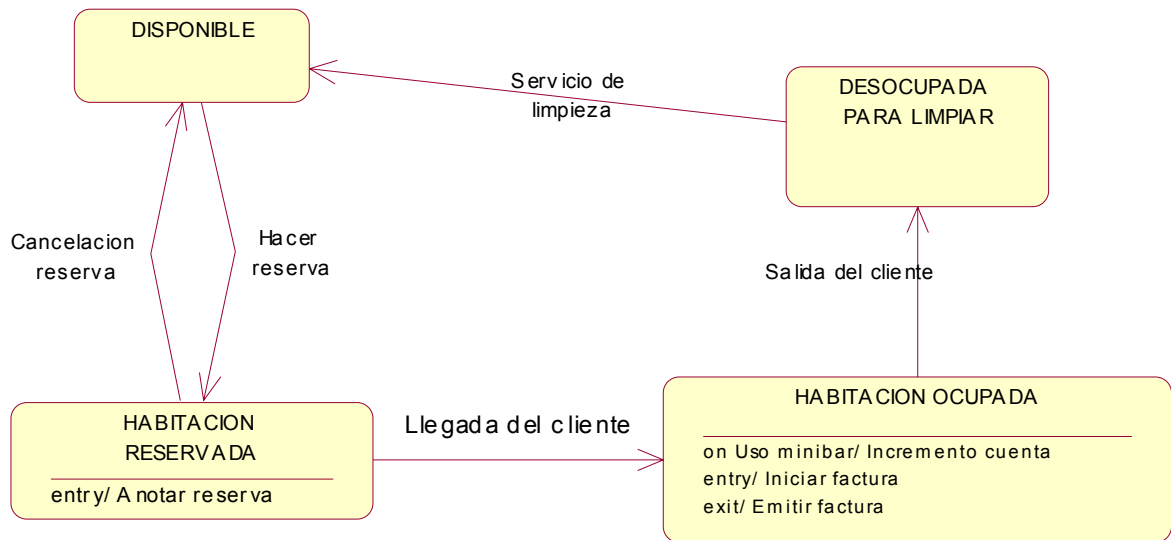 DISPONIBLE
Servicio de
limpieza
DESOCUPADA
PARA LIMPIAR
Cancelacion
reserva
Hacer
reserva
Salida del cliente
HABITACION
RESERVADA
entry/ Anotar reserva
Llegada del cliente
HABITACION OCUPADA
on Uso minibar/ Incremento cuenta
entry/ Iniciar factura
exit/ Emitir factura